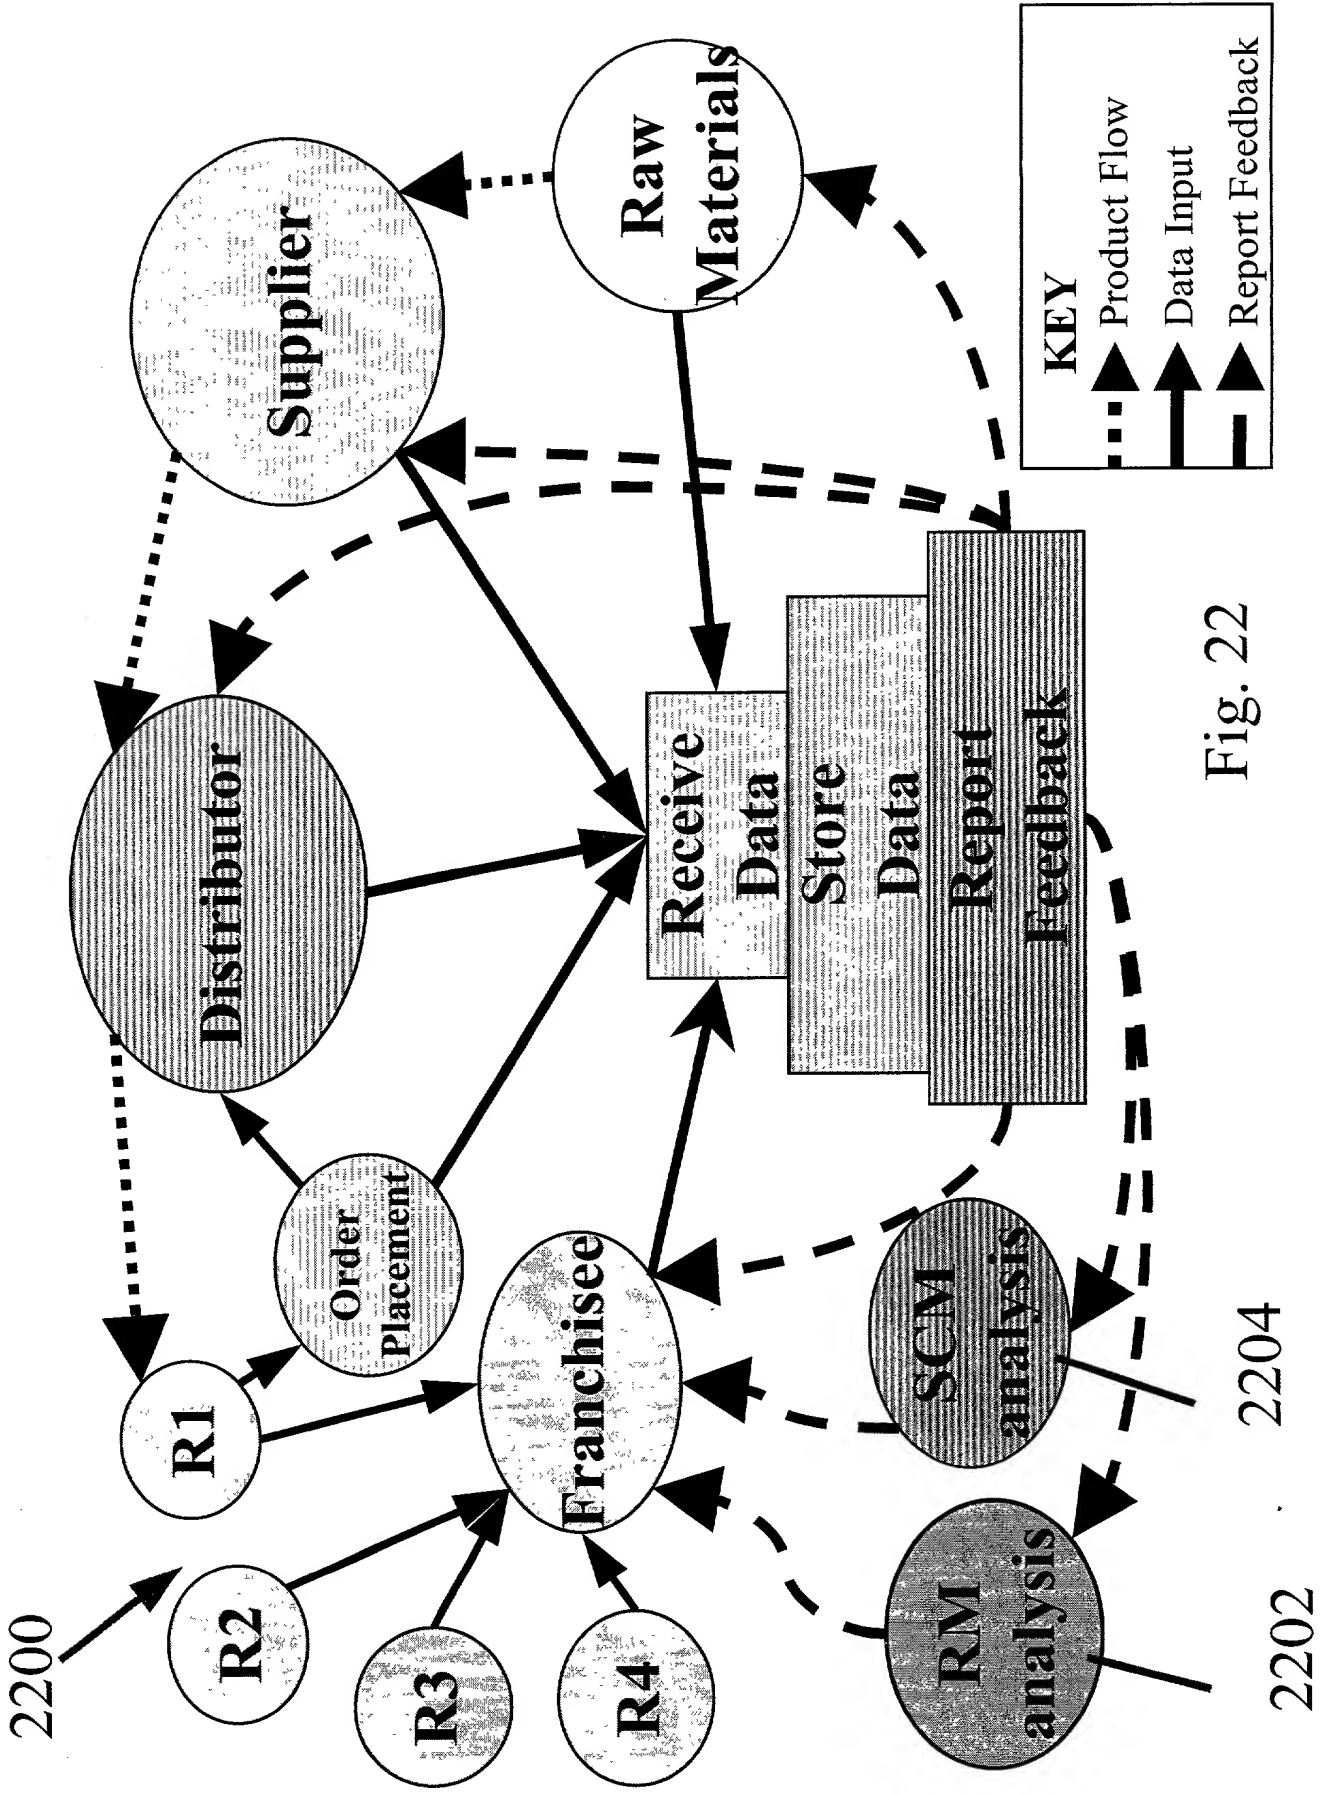 2200
R1
R2
R3
R4
Order
Placement
Distributor
Supplier
Raw
Materials
Franchisee
Receive
Data
Store
Data
Report
Feedback
SCM
analysis
RM
analysis
2202
2204
Fig. 22
KEY
Product Flow
Data Input
Report Feedback